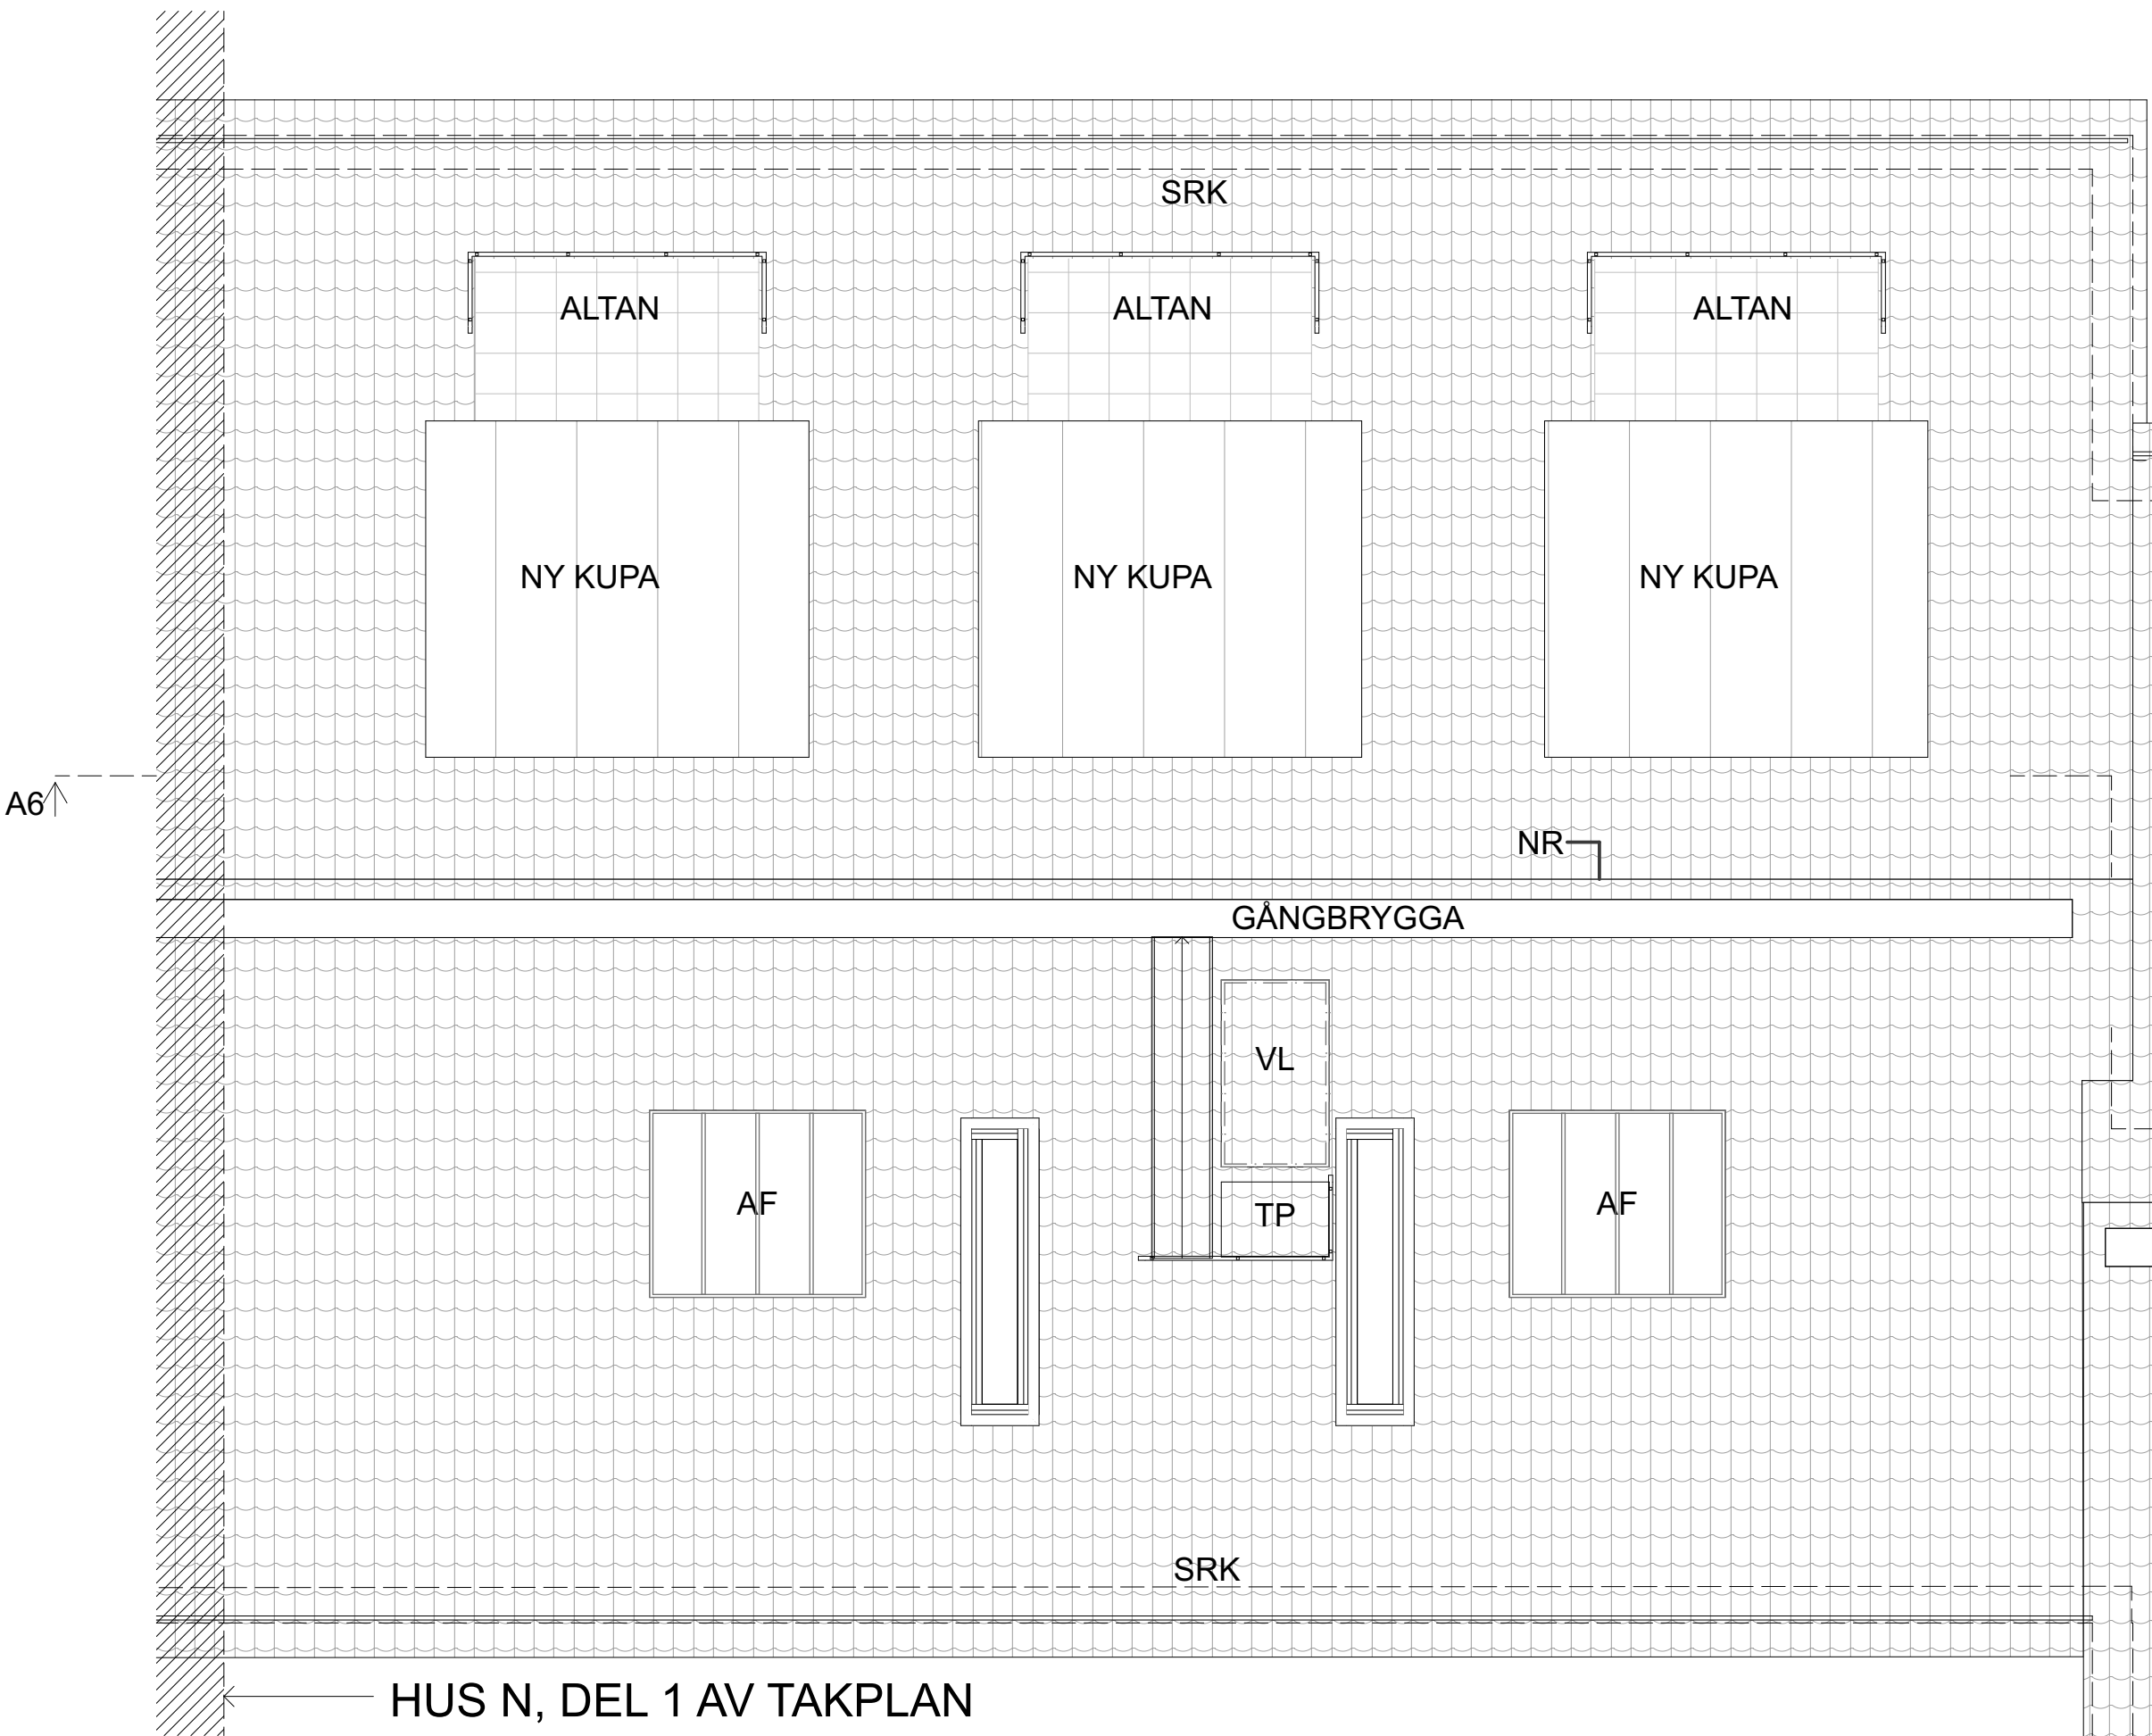 SRK
ALTAN ALTAN ALTAN
NY KUPA NY KUPA NY KUPA
A6
NR
GÅNGBRYGGA
VL
AF TP AF
SRK
HUS N, DEL 1 AV TAKPLAN